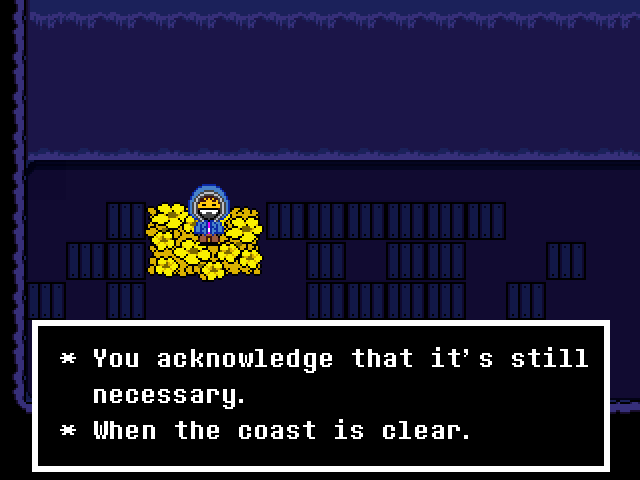 * You acknowledge that it's still
necessary.
* When the coast is clear.